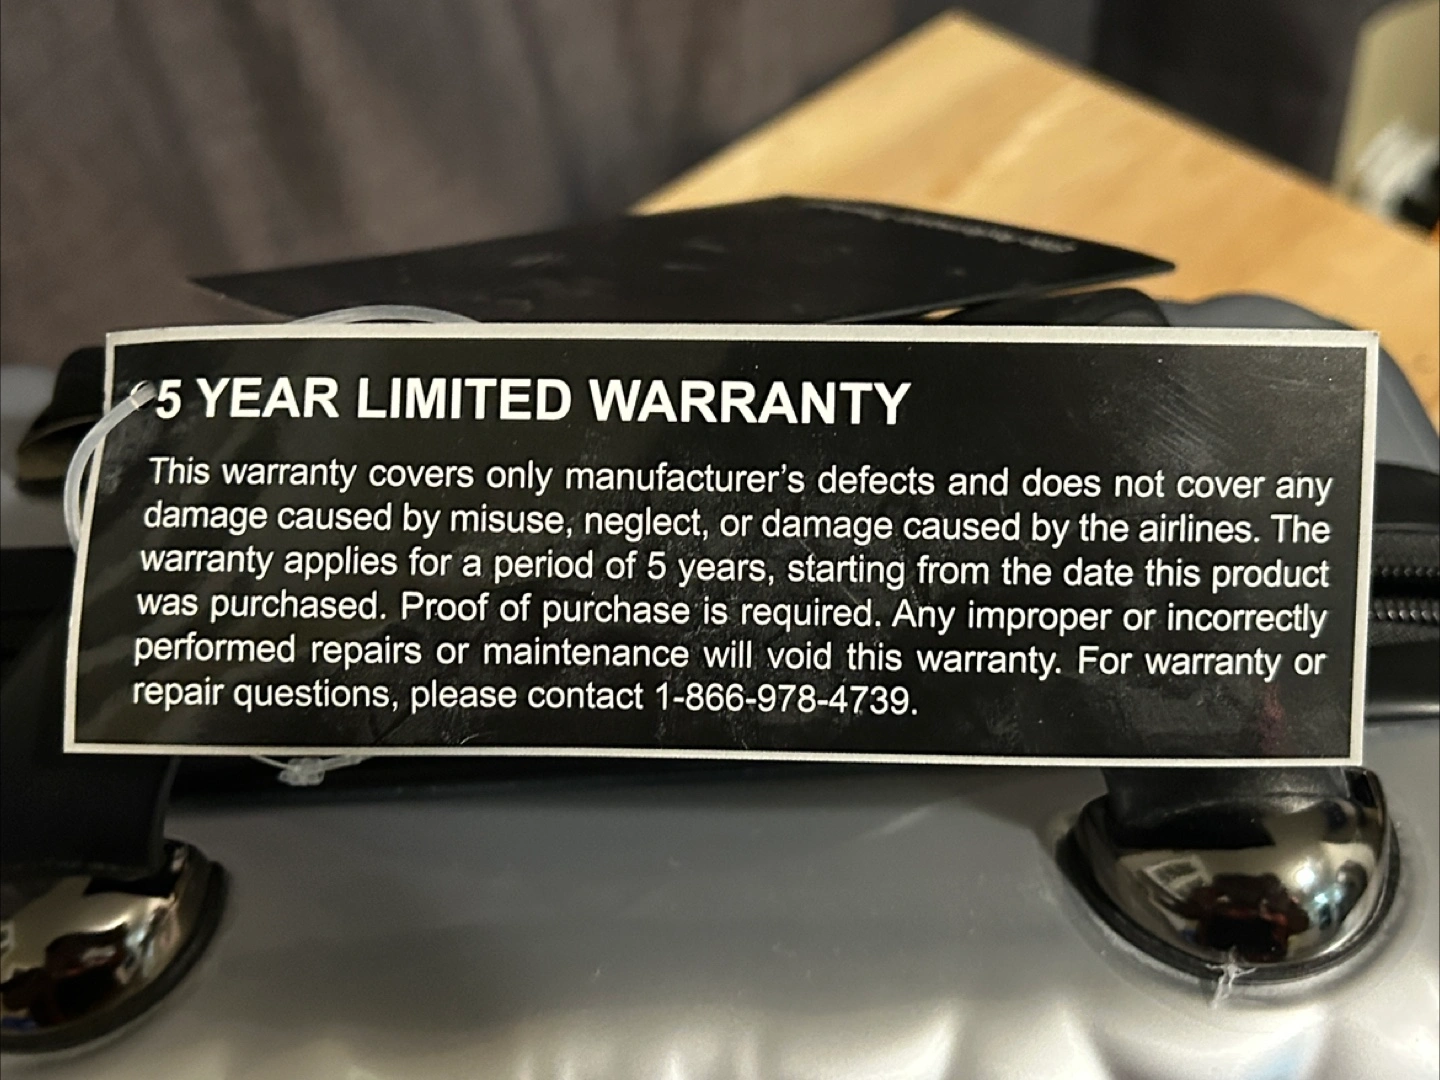 5 YEAR LIMITED WARRANTY
This warranty covers only manufacturer's defects and does not cover any
damage caused by misuse, neglect, or damage caused by the airlines. The
warranty applies for a period of 5 years, starting from the date this product
was purchased. Proof of purchase is required. Any improper or incorrectly
performed repairs or maintenance will void this warranty. For warranty or
repair questions, please contact 1-866-978-4739.